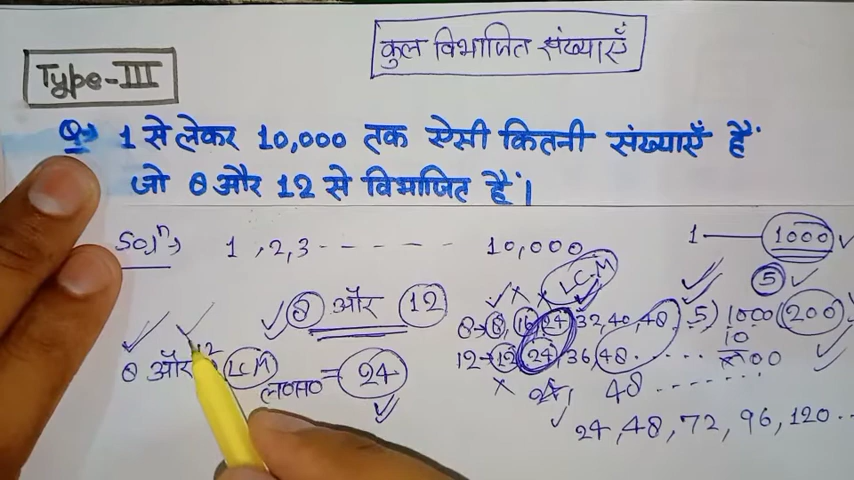 कुल विभाजित संख्याएँ
Type-III
Q→ 1 से लेकर 10,000 तक ऐसी कितनी संख्याएँ हैं
जो 8 और 12 से विभाजित हैं।
Solⁿ→ 1,2,3------ 10,000
1——1000
5
LCM
8 और 12
8→8,16,24,32,40,48.
5)1000(200
12→12,24,36,48.....
10
8 और 12 LCM
ल०स० = 24
24, 48........
24,48,72,96,120..